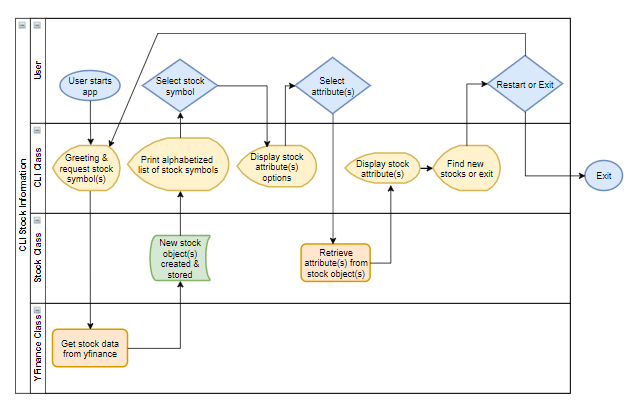 CLI Stock Information
User
User starts
app
Select stock
symbol
Select
attribute(s)
Restart or Exit
CLI Class
Greeting &
request stock
symbol(s)
Print alphabetized
list of stock symbols
Display stock
attribute(s)
options
Display stock
attribute(s)
Find new
stocks or exit
Exit
Stock Class
New stock
object(s)
created &
stored
Retrieve
attribute(s) from
stock object(s)
YFinance Class
Get stock data
from yfinance